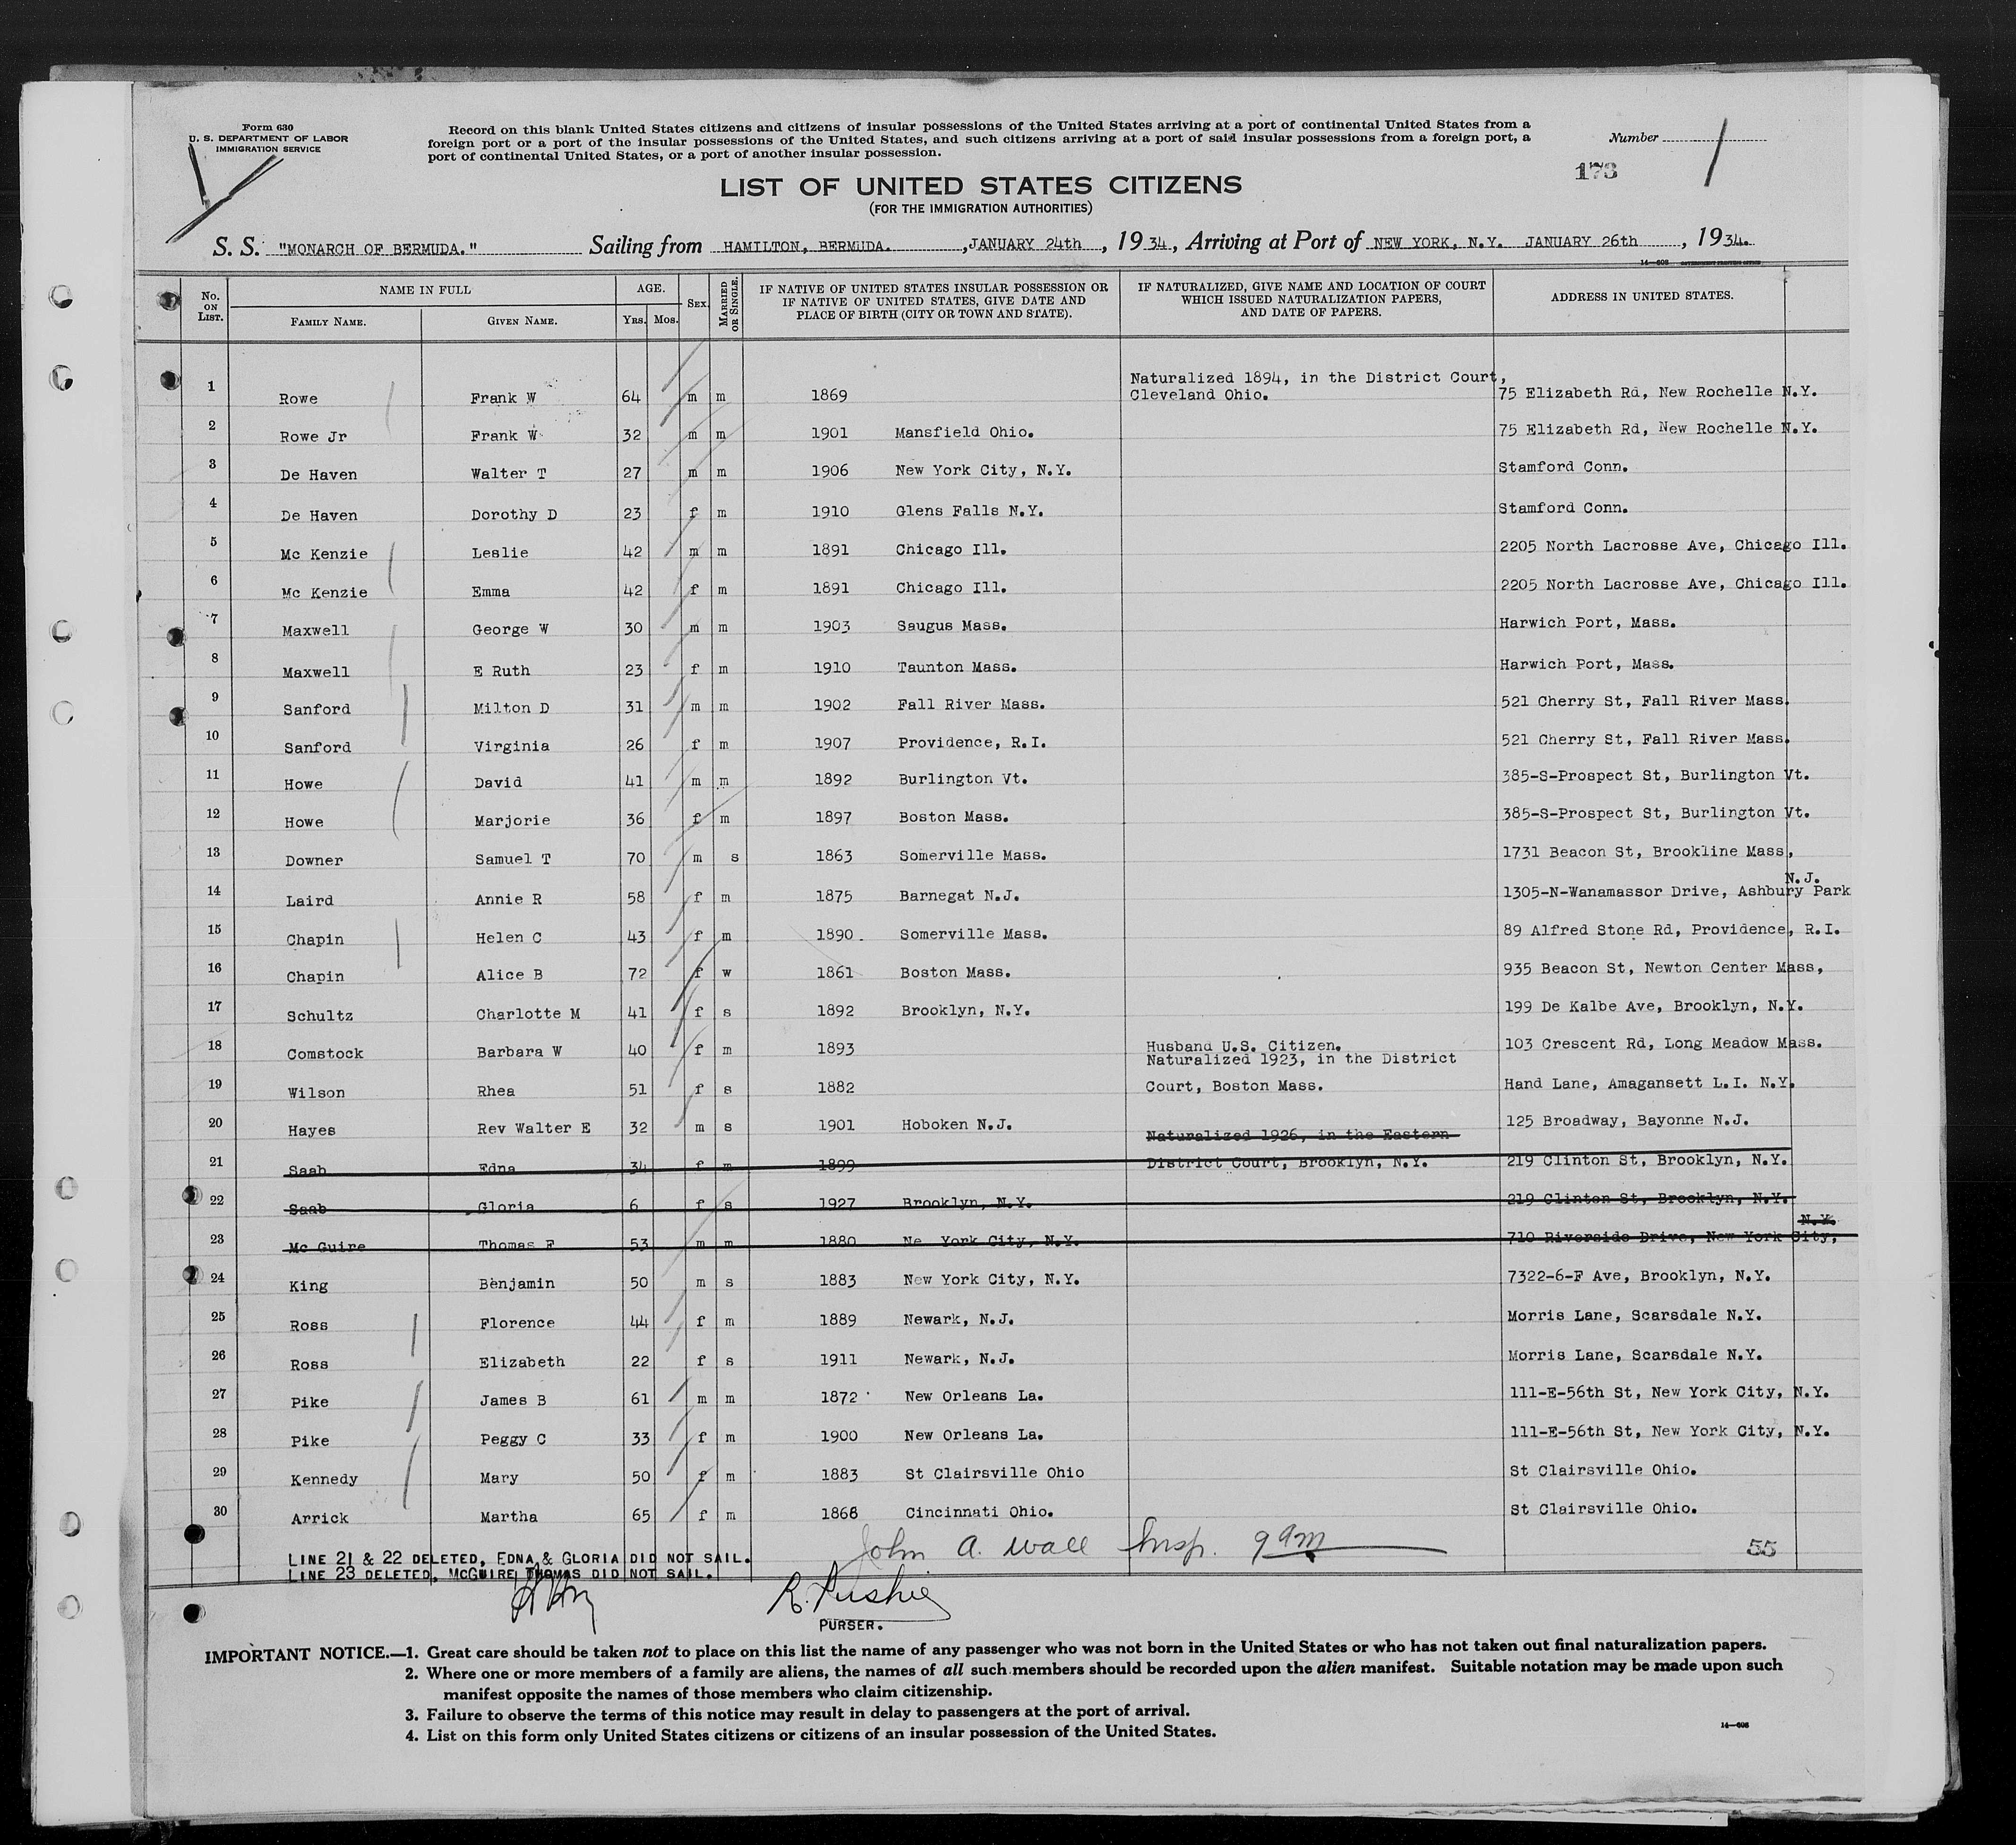 Form 630
U. S. DEPARTMENT OF LABOR
IMMIGRATION SERVICE
Record on this blank United States citizens and citizens of insular possessions of the United States arriving at a port of continental United States from a
foreign port or a port of the insular possessions of the United States, and such citizens arriving at a port of said insular possessions from a foreign port, a
port of continental United States, or a port of another insular possession.
Number 1
173
LIST OF UNITED STATES CITIZENS
(FOR THE IMMIGRATION AUTHORITIES)
S. S. "MONARCH OF BERMUDA." Sailing from HAMILTON, BERMUDA. ,JANUARY 24th , 1934, Arriving at Port of NEW YORK, N.Y. JANUARY 26th , 1934.
14—608 GOVERNMENT PRINTING OFFICE
No. ON LIST. NAME IN FULL FAMILY NAME. GIVEN NAME. AGE. YRS. MOS. SEX. MARRIED OR SINGLE. IF NATIVE OF UNITED STATES INSULAR POSSESSION OR IF NATIVE OF UNITED STATES, GIVE DATE AND PLACE OF BIRTH (CITY OR TOWN AND STATE). IF NATURALIZED, GIVE NAME AND LOCATION OF COURT WHICH ISSUED NATURALIZATION PAPERS, AND DATE OF PAPERS. ADDRESS IN UNITED STATES.
1 Rowe Frank W 64 m m 1869 Naturalized 1894, in the District Court, Cleveland Ohio. 75 Elizabeth Rd, New Rochelle N.Y.
2 Rowe Jr Frank W 32 m m 1901 Mansfield Ohio. 75 Elizabeth Rd, New Rochelle N.Y.
3 De Haven Walter T 27 m m 1906 New York City, N.Y. Stamford Conn.
4 De Haven Dorothy D 23 f m 1910 Glens Falls N.Y. Stamford Conn.
5 Mc Kenzie Leslie 42 m m 1891 Chicago Ill. 2205 North Lacrosse Ave, Chicago Ill.
6 Mc Kenzie Emma 42 f m 1891 Chicago Ill. 2205 North Lacrosse Ave, Chicago Ill.
7 Maxwell George W 30 m m 1903 Saugus Mass. Harwich Port, Mass.
8 Maxwell E Ruth 23 f m 1910 Taunton Mass. Harwich Port, Mass.
9 Sanford Milton D 31 m m 1902 Fall River Mass. 521 Cherry St, Fall River Mass.
10 Sanford Virginia 26 f m 1907 Providence, R.I. 521 Cherry St, Fall River Mass.
11 Howe David 41 m m 1892 Burlington Vt. 385-S-Prospect St, Burlington Vt.
12 Howe Marjorie 36 f m 1897 Boston Mass. 385-S-Prospect St, Burlington Vt.
13 Downer Samuel T 70 m s 1863 Somerville Mass. 1731 Beacon St, Brookline Mass,
14 Laird Annie R 58 f m 1875 Barnegat N.J. 1305-N-Wanamassor Drive, Ashbury Park N.J.
15 Chapin Helen C 43 f m 1890 Somerville Mass. 89 Alfred Stone Rd, Providence, R.I.
16 Chapin Alice B 72 f w 1861 Boston Mass. 935 Beacon St, Newton Center Mass,
17 Schultz Charlotte M 41 f s 1892 Brooklyn, N.Y. 199 De Kalbe Ave, Brooklyn, N.Y.
18 Comstock Barbara W 40 f m 1893 Husband U.S. Citizen. 103 Crescent Rd, Long Meadow Mass.
19 Wilson Rhea 51 f s 1882 Naturalized 1923, in the District Court, Boston Mass. Hand Lane, Amagansett L.I. N.Y.
20 Hayes Rev Walter E 32 m s 1901 Hoboken N.J. 125 Broadway, Bayonne N.J.
21 Saab Edna 34 f m 1899 Naturalized 1926, in the Eastern District Court, Brooklyn, N.Y. 219 Clinton St, Brooklyn, N.Y.
22 Saab Gloria 6 f s 1927 Brooklyn, N.Y. 219 Clinton St, Brooklyn, N.Y.
23 Mc Guire Thomas F 53 m m 1880 Ne York City, N.Y. 710 Riverside Drive, New York City, N.Y.
24 King Benjamin 50 m s 1883 New York City, N.Y. 7322-6-F Ave, Brooklyn, N.Y.
25 Ross Florence 44 f m 1889 Newark, N.J. Morris Lane, Scarsdale N.Y.
26 Ross Elizabeth 22 f s 1911 Newark, N.J. Morris Lane, Scarsdale N.Y.
27 Pike James B 61 m m 1872 New Orleans La. 111-E-56th St, New York City, N.Y.
28 Pike Peggy C 33 f m 1900 New Orleans La. 111-E-56th St, New York City, N.Y.
29 Kennedy Mary 50 f m 1883 St Clairsville Ohio St Clairsville Ohio.
30 Arrick Martha 65 f m 1868 Cincinnati Ohio. St Clairsville Ohio.
John A. Wall Insp. 9 am
55
LINE 21 & 22 DELETED, EDNA & GLORIA DID NOT SAIL.
LINE 23 DELETED, MCGUIRE THOMAS DID NOT SAIL.
PURSER.
IMPORTANT NOTICE.—1. Great care should be taken not to place on this list the name of any passenger who was not born in the United States or who has not taken out final naturalization papers.
2. Where one or more members of a family are aliens, the names of all such members should be recorded upon the alien manifest. Suitable notation may be made upon such
manifest opposite the names of those members who claim citizenship.
3. Failure to observe the terms of this notice may result in delay to passengers at the port of arrival.
4. List on this form only United States citizens or citizens of an insular possession of the United States.
14—608